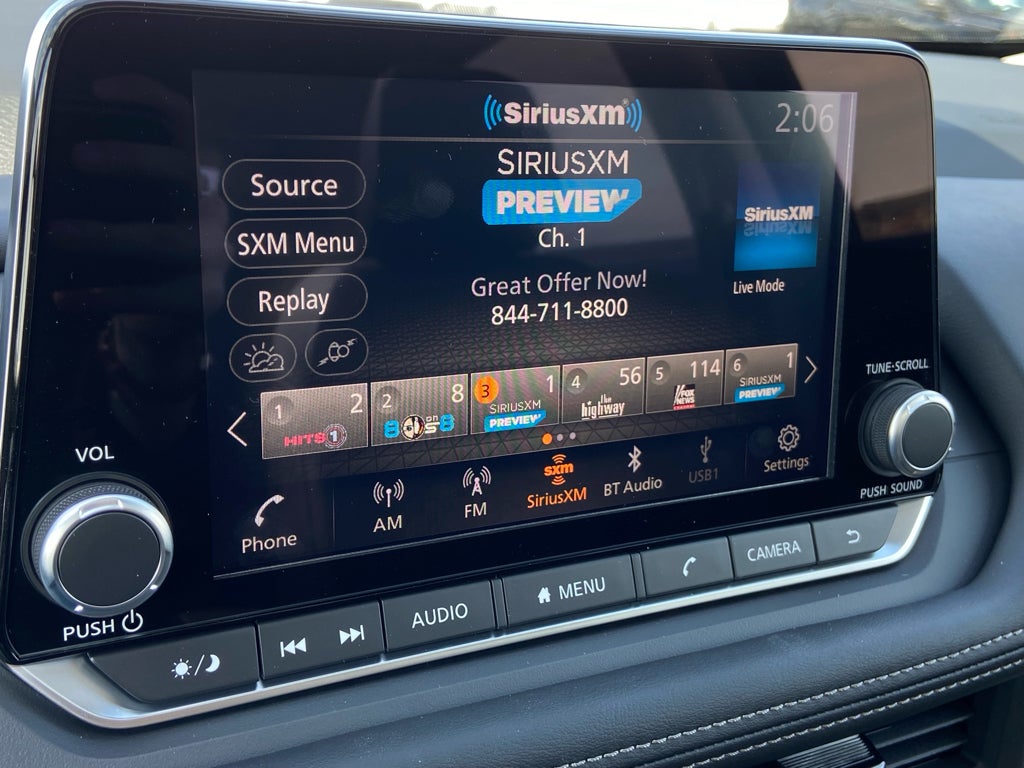 SiriusXM
2:06
Source
SXM Menu
Replay
SIRIUSXM
PREVIEW
Ch. 1
Great Offer Now!
844-711-8800
SiriusXM
Live Mode
1 2
HITS 1
2 8
80s on 8
3 1
SIRIUSXM
PREVIEW
4 56
the
highway
5 114
FOX
NEWS
6 1
SIRIUSXM
PREVIEW
Phone
AM
FM
sxm
SiriusXM
BT Audio
USB1
Settings
VOL
PUSH
TUNE·SCROLL
PUSH SOUND
AUDIO
MENU
CAMERA